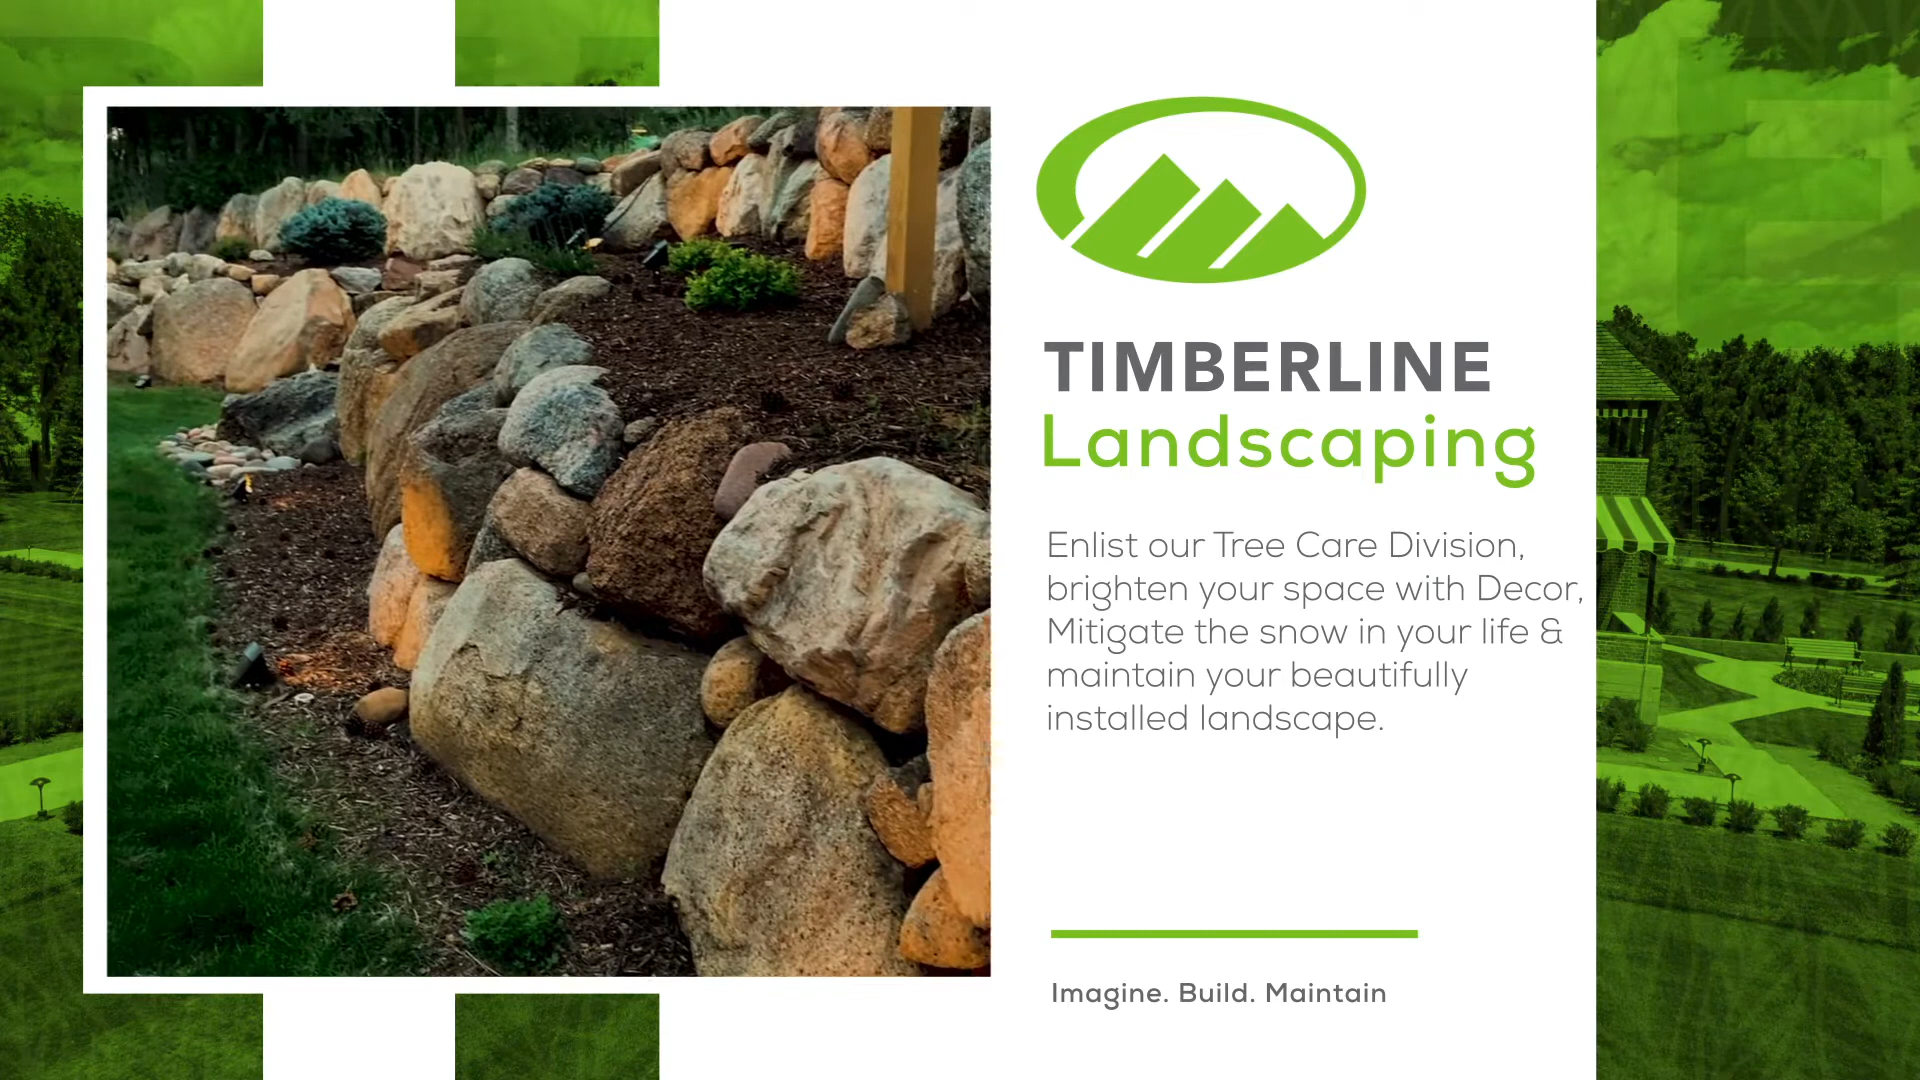 TIMBERLINE
Landscaping
Enlist our Tree Care Division,
brighten your space with Decor,
Mitigate the snow in your life &
maintain your beautifully
installed landscape.
Imagine. Build. Maintain